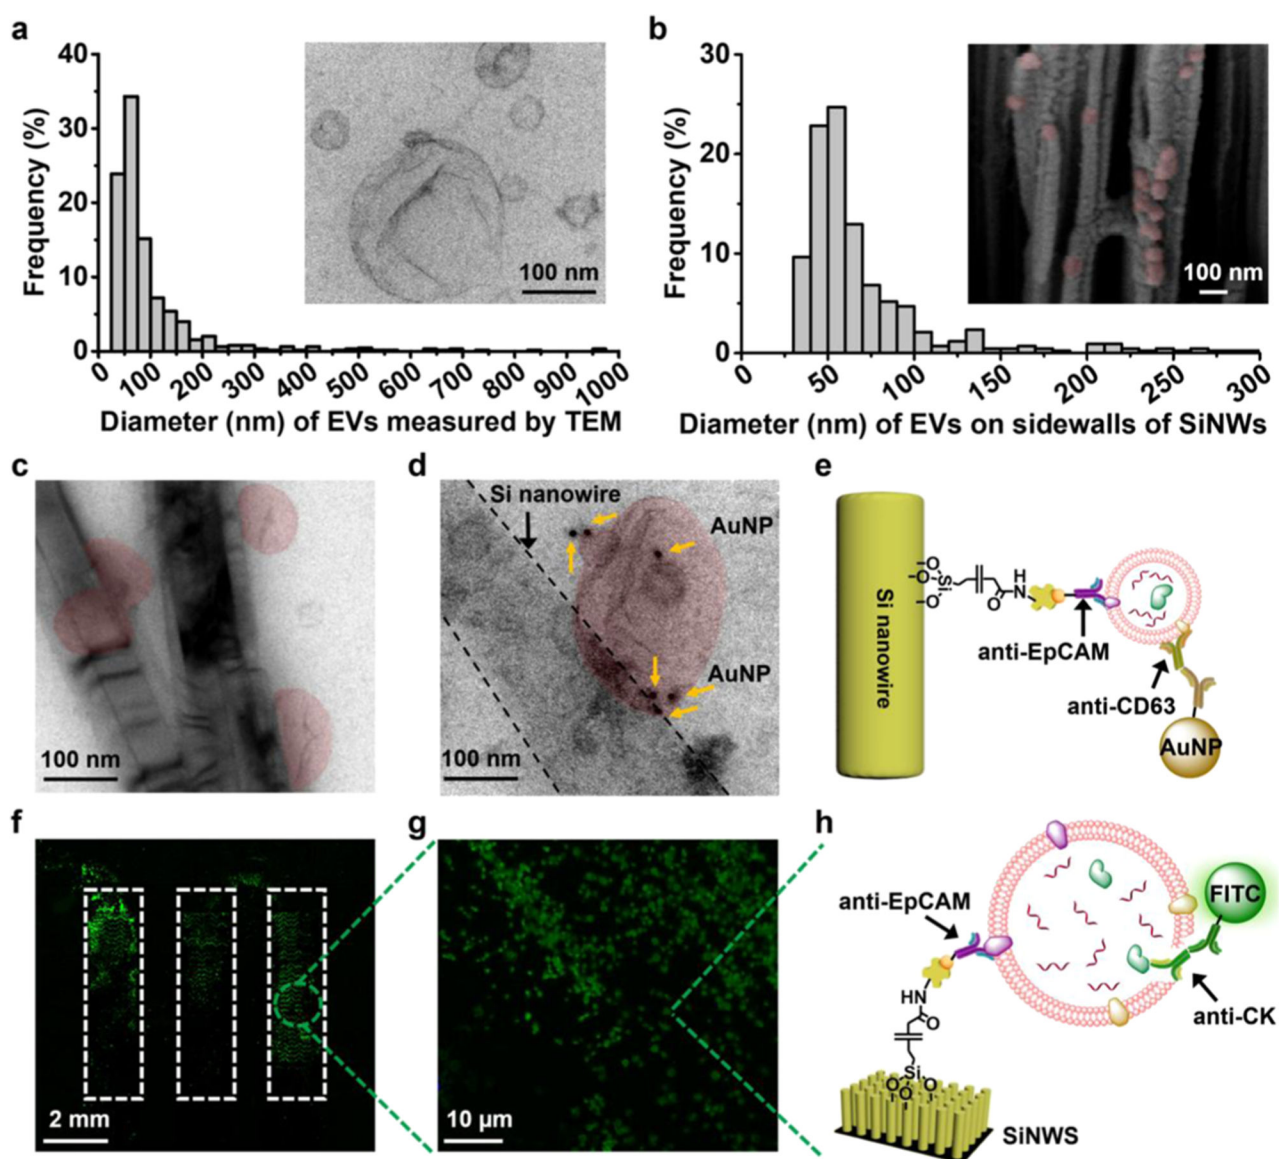 a
40
30
20
10
0
Frequency (%)
100 nm
0 100 200 300 400 500 600 700 800 900 1000
Diameter (nm) of EVs measured by TEM
b
30
20
10
0
Frequency (%)
100 nm
0 50 100 150 200 250 300
Diameter (nm) of EVs on sidewalls of SiNWs
c
100 nm
d
Si nanowire
AuNP
AuNP
100 nm
e
Si nanowire
O
O Si
O
O
H
N
anti-EpCAM
anti-CD63
AuNP
f
2 mm
g
10 µm
h
anti-EpCAM
FITC
anti-CK
HN
O
Si
O O
O
SiNWS